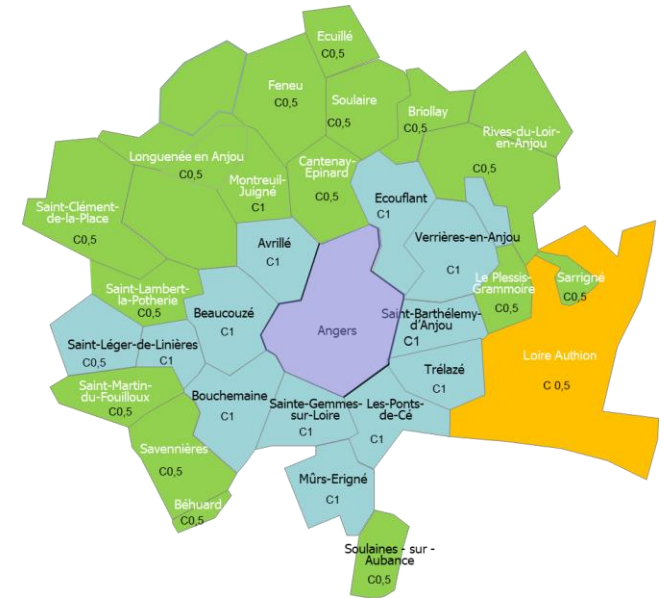 Ecuillé
C0,5
Feneu
C0,5
Soulaire
C0,5
Briollay
C0,5
Rives-du-Loir-
en-Anjou
C0,5
Longuenée en Anjou
C0,5
Montreuil-
Juigné
C1
Cantenay-
Epinard
C0,5
Ecouflant
C1
Saint-Clément-
de-la-Place
C0,5
Avrillé
C1
Verrières-en-Anjou
C1
Le Plessis-
Grammoire
C0,5
Sarrigné
C0,5
Saint-Lambert-
la-Potherie
C0,5
Beaucouzé
C1
Angers
Saint-Barthélemy-
d'Anjou
C1
Saint-Léger-de-Linières
C0,5
C1
Loire Authion
C 0,5
Trélazé
C1
Saint-Martin-
du-Fouilloux
C0,5
Bouchemaine
C1
Sainte-Gemmes-
sur-Loire
C1
Les-Ponts-
de-Cé
C1
Savennières
C0,5
Mûrs-Erigné
C1
Béhuard
C0,5
Soulaines - sur -
Aubance
C0,5